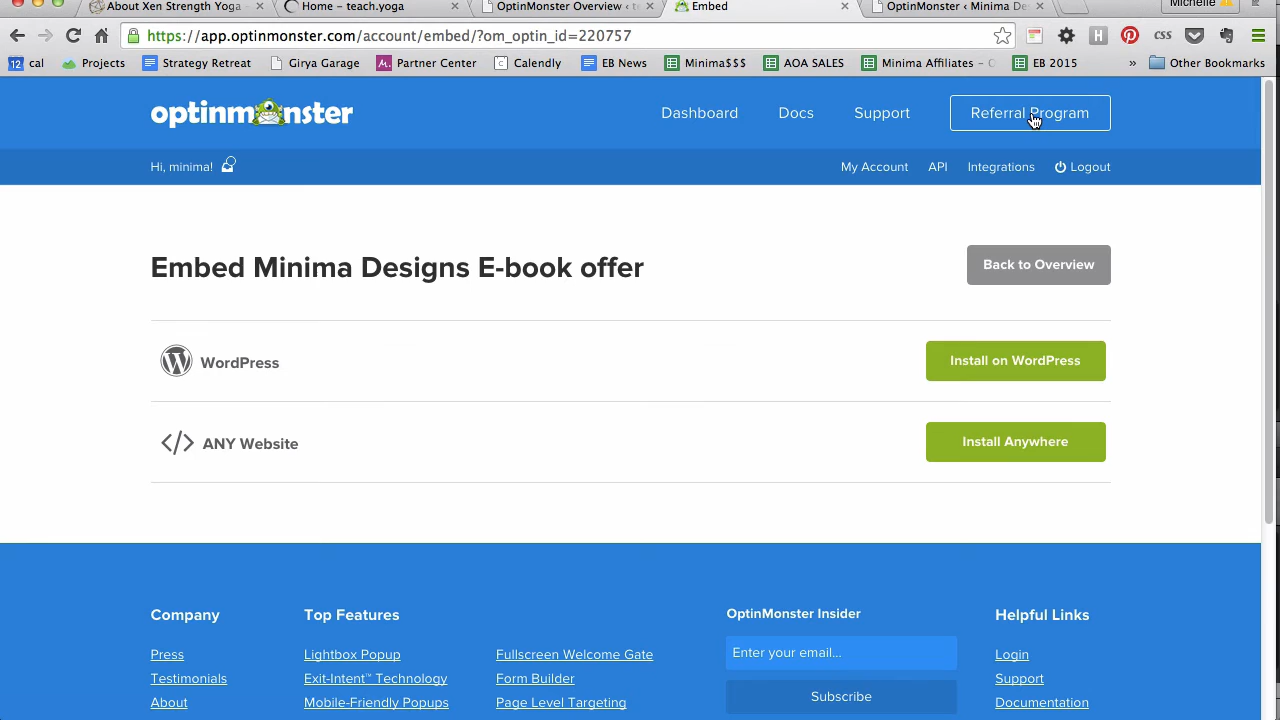 About Xen Strength Yoga
Home – teach.yoga
OptinMonster Overview ‹ t
Embed
OptinMonster ‹ Minima De
Michelle
https://app.optinmonster.com/account/embed/?om_optin_id=220757
12 cal
Projects
Strategy Retreat
Girya Garage
Partner Center
Calendly
EB News
Minima$$$
AOA SALES
Minima Affiliates –
EB 2015
»
Other Bookmarks
optinmonster
Dashboard
Docs
Support
Referral Program
Hi, minima!
My Account
API
Integrations
Logout
Embed Minima Designs E-book offer
Back to Overview
WordPress
Install on WordPress
ANY Website
Install Anywhere
Company
Press
Testimonials
About
Top Features
Lightbox Popup
Exit-Intent™ Technology
Mobile-Friendly Popups
Fullscreen Welcome Gate
Form Builder
Page Level Targeting
OptinMonster Insider
Enter your email...
Subscribe
Helpful Links
Login
Support
Documentation